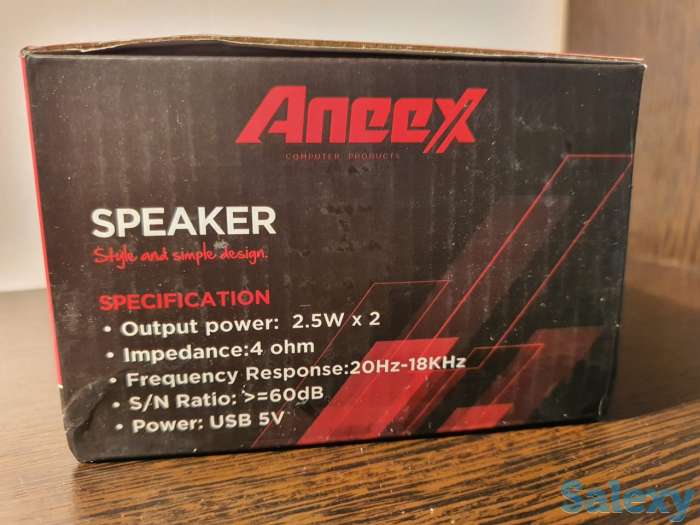 Aneex
COMPUTER PRODUCTS
SPEAKER
Style and simple design.
SPECIFICATION
• Output power: 2.5W x 2
• Impedance:4 ohm
• Frequency Response:20Hz-18KHz
• S/N Ratio: >=60dB
• Power: USB 5V
Salexy